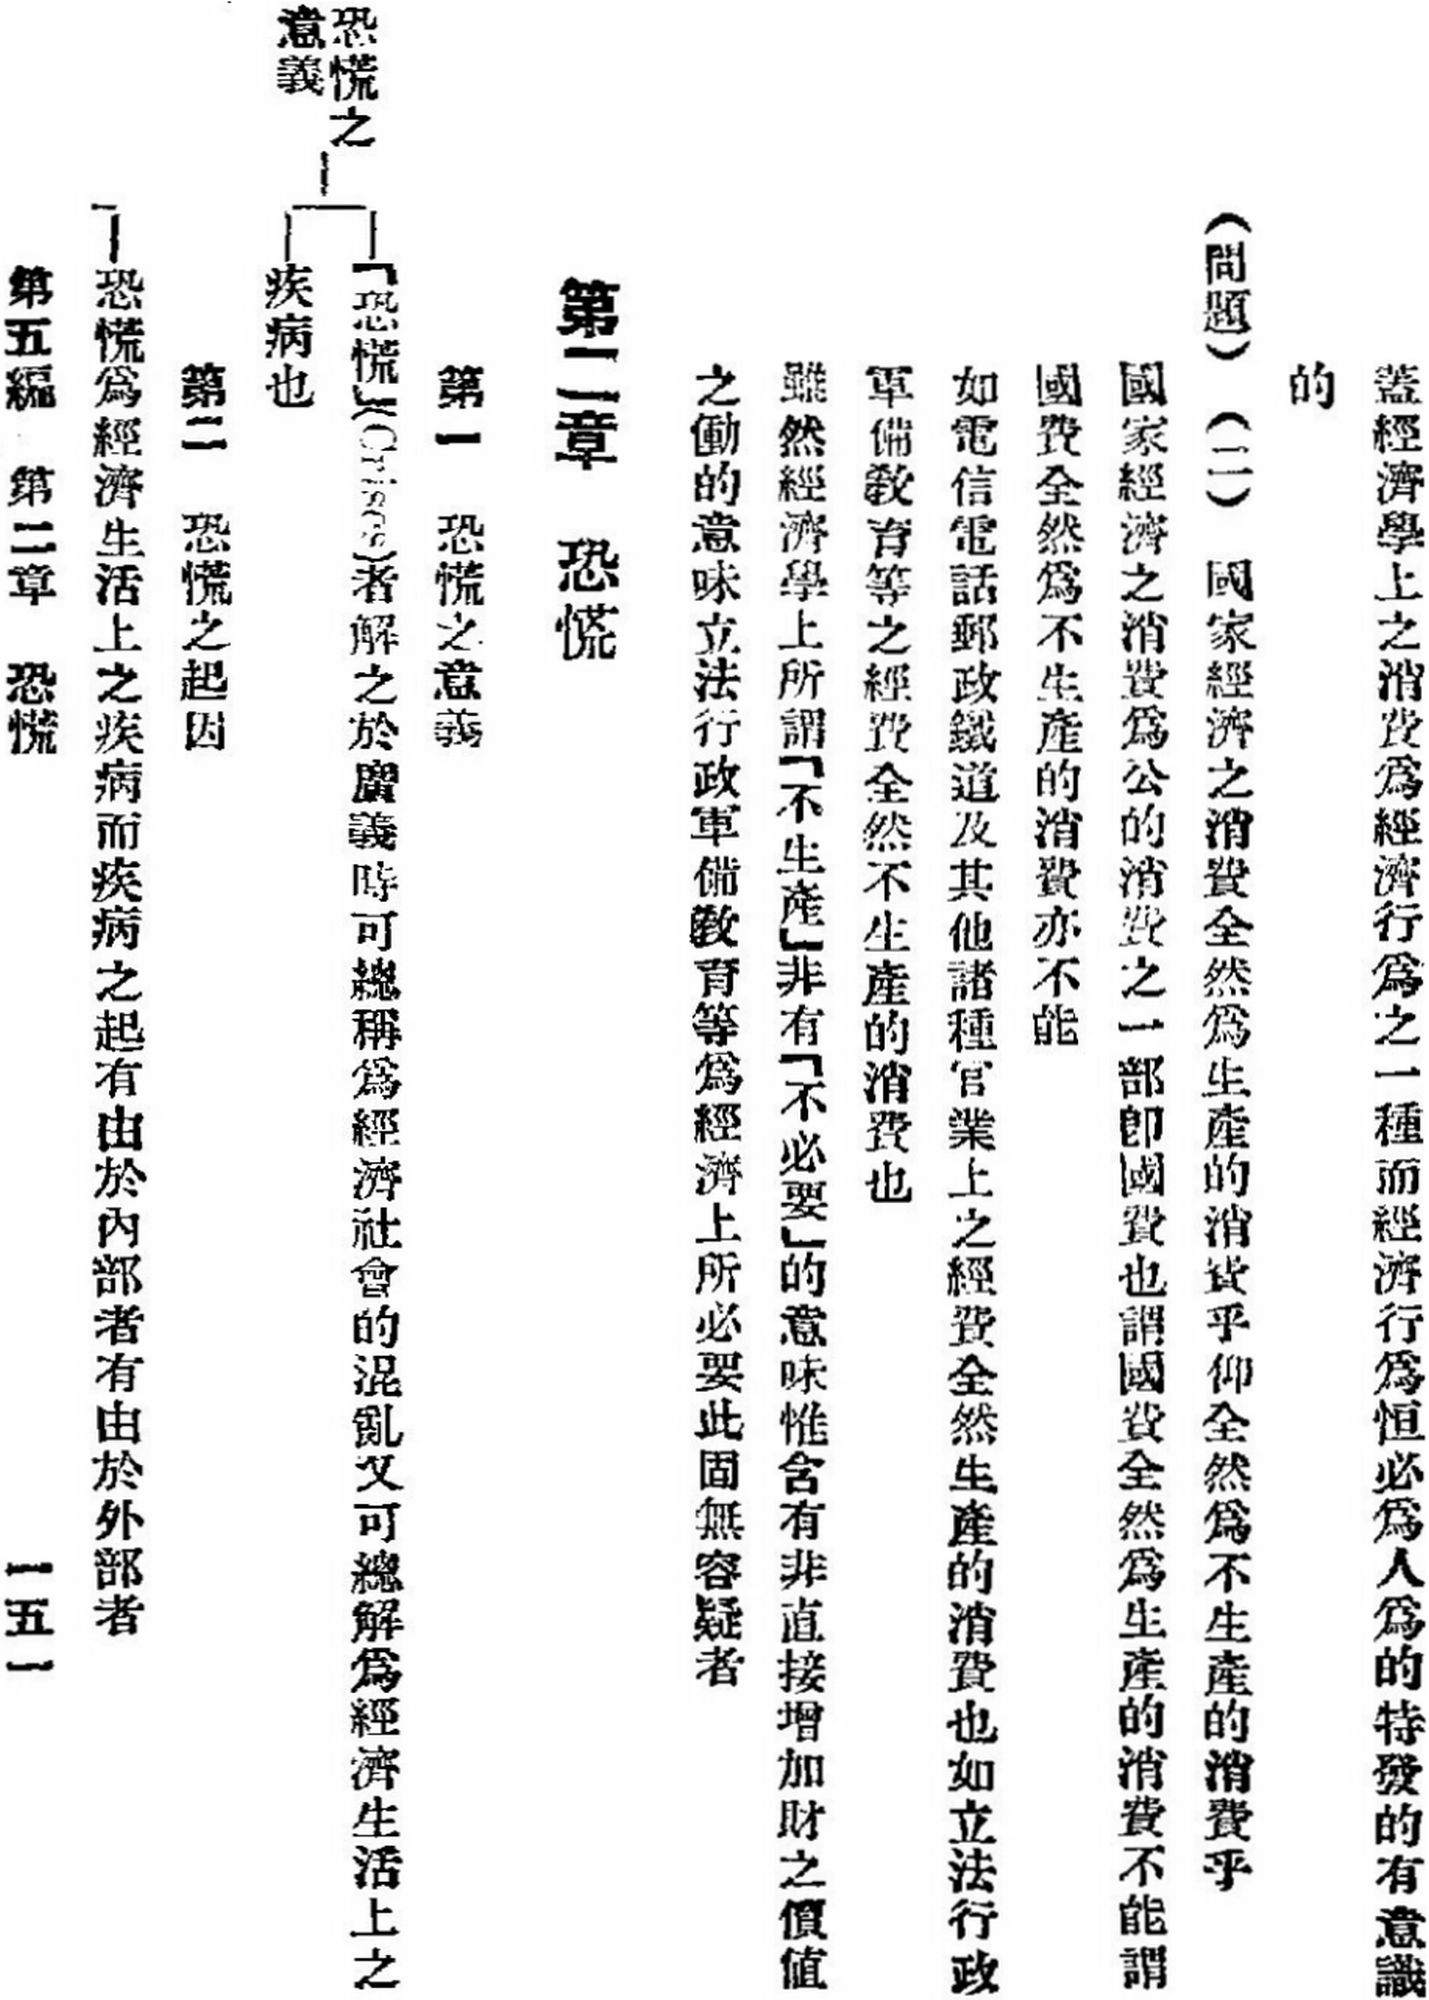 蓋經濟學上之消費爲經濟行爲之一種而經濟行爲恒必爲人爲的特發的有意識
的
（問題）（二）　國家經濟之消費全然爲生產的消費乎仰全然爲不生產的消費乎
國家經濟之消費爲公的消費之一部卽國費也謂國費全然爲生產的消費不能謂
國費全然爲不生產的消費亦不能
如電信電話郵政鐵道及其他諸種官業上之經費全然生產的消費也如立法行政
軍備敎育等之經費全然不生產的消費也
雖然經濟學上所謂「不生產」非有「不必要」的意味惟含有非直接增加財之價値
之働的意味立法行政軍備敎育等爲經濟上所必要此固無容疑者
第二章　恐慌
第一　恐慌之意義
恐慌之
意義
「恐慌」(Crises)者解之於廣義時可總稱爲經濟社會的混亂又可總解爲經濟生活上之
疾病也
第二　恐慌之起因
恐慌爲經濟生活上之疾病而疾病之起有由於內部者有由於外部者
第五編　第二章　恐慌　一五一